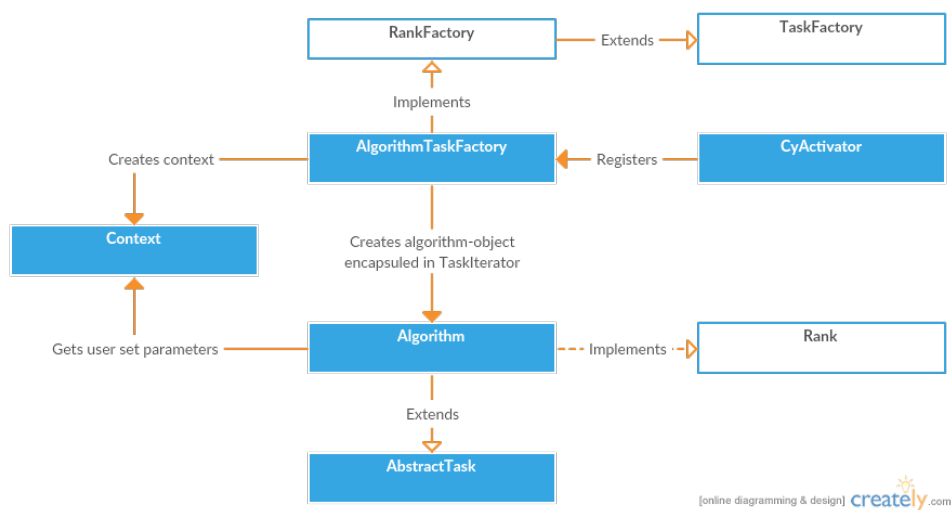 RankFactory
Extends
TaskFactory
Implements
AlgorithmTaskFactory
CyActivator
Creates context
Registers
Context
Creates algorithm-object
encapsuled in TaskIterator
Algorithm
Rank
Gets user set parameters
Implements
Extends
AbstractTask
[online diagramming & design] creately.com